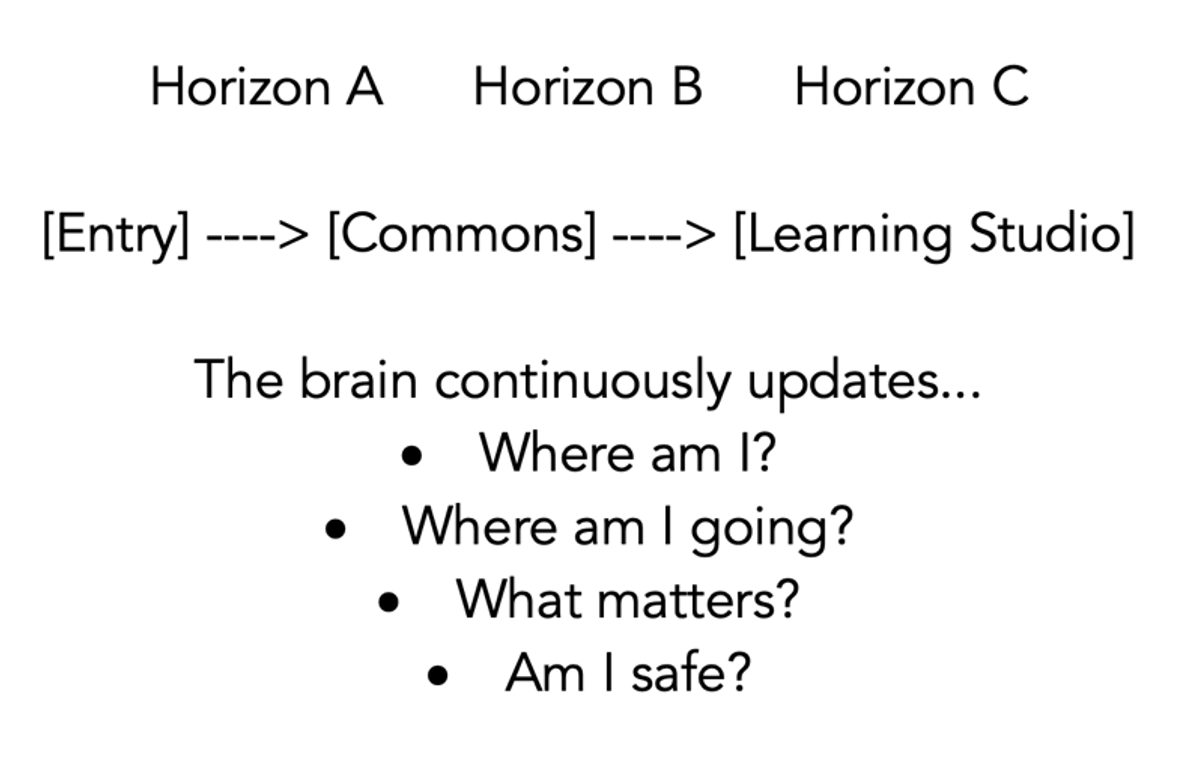 Horizon A Horizon B Horizon C
[Entry] ----> [Commons] ----> [Learning Studio]
The brain continuously updates...
• Where am I?
• Where am I going?
• What matters?
• Am I safe?